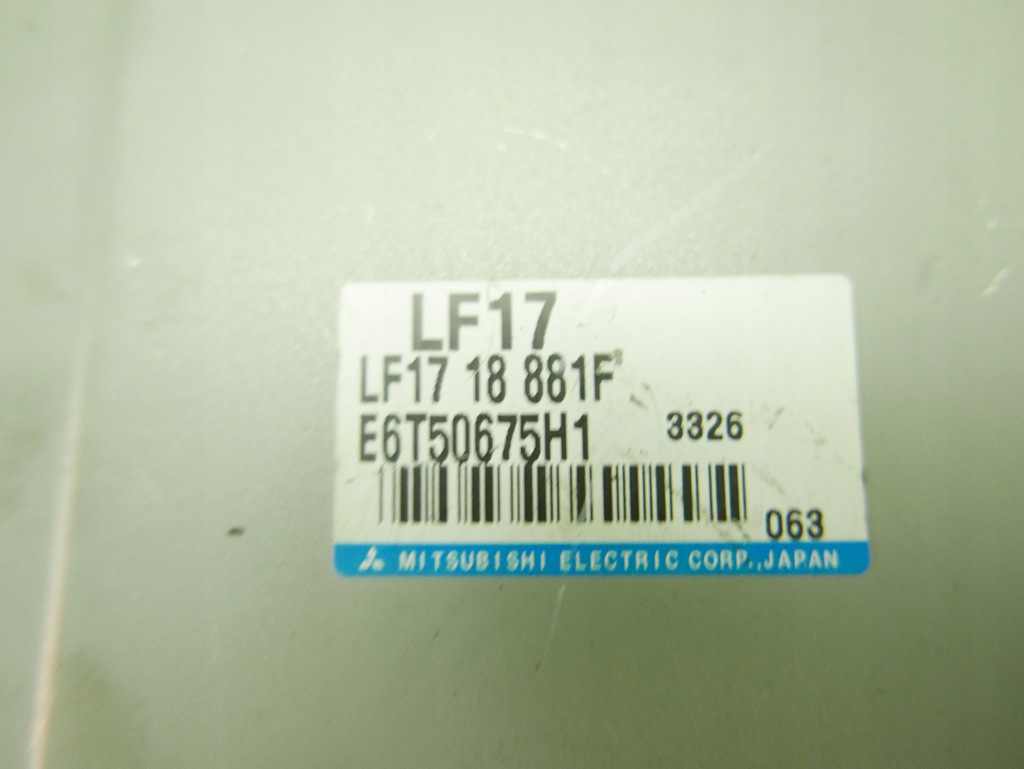 LF17
LF17 18 881F
E6T50675H1 3326
063
MITSUBISHI ELECTRIC CORP.,JAPAN